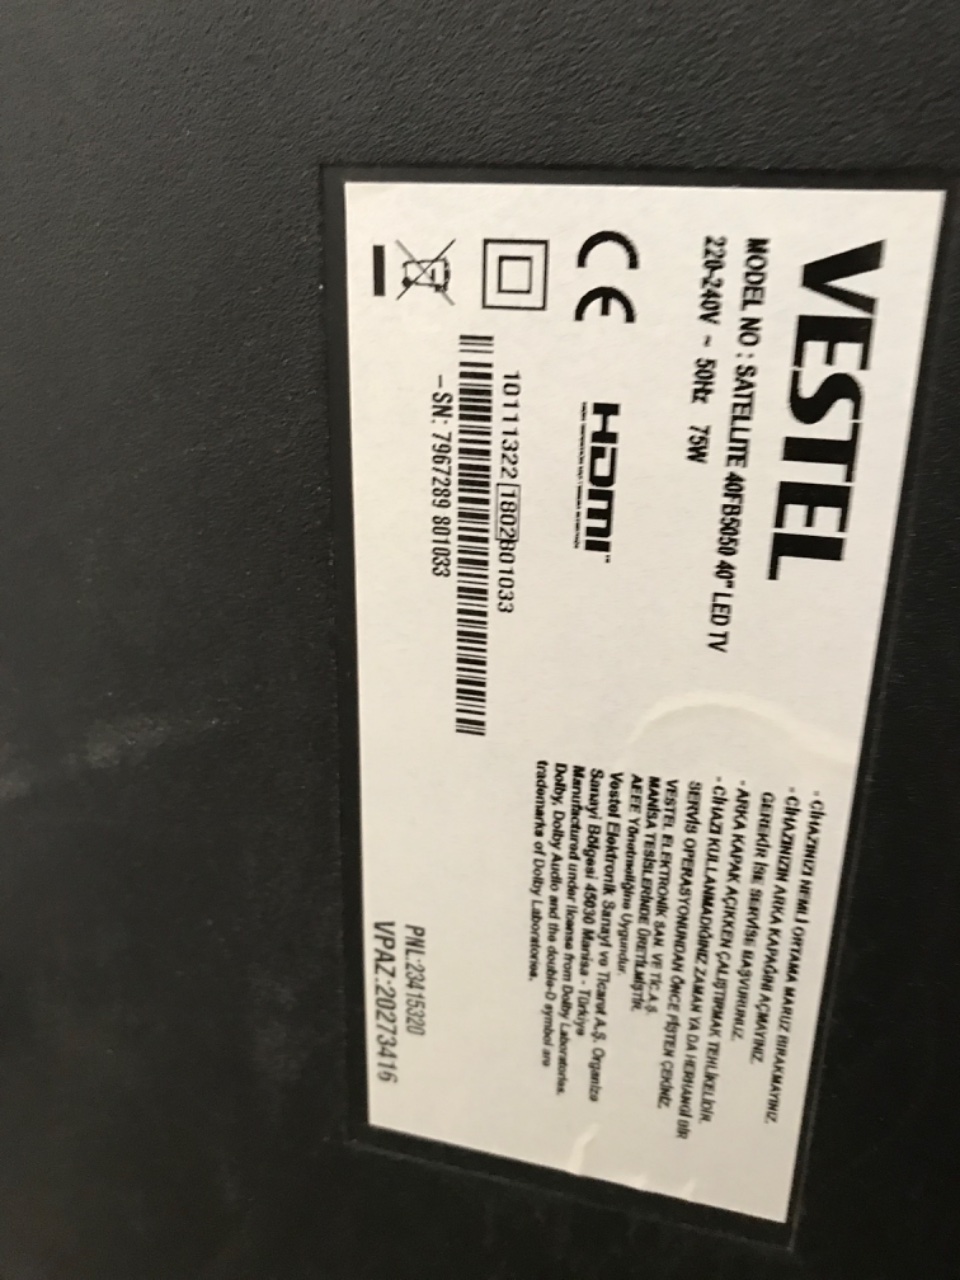 VESTEL
MODEL NO : SATELLITE 40FB5050 40" LED TV
220-240V ~ 50Hz 75W
CE
HDMI™
10111322 1802801033
-SN: 7967289 801033
- CİHAZINIZI NEMLİ ORTAMA MARUZ BIRAKMAYINIZ.
- CİHAZINIZIN ARKA KAPAĞINI AÇMAYINIZ.
GEREKİR İSE SERVİSE BAŞVURUNUZ.
- ARKA KAPAK AÇIKKEN ÇALIŞTIRMAK TEHLİKELİDİR.
- CİHAZI KULLANMADIĞINIZ ZAMAN YA DA HERHANGİ BİR
SERVİS OPERASYONUNDAN ÖNCE FİŞTEN ÇEKİNİZ.
VESTEL ELEKTRONİK SAN. VE TİC.A.Ş.
MANİSA TESİSLERİNDE ÜRETİLMİŞTİR.
AEEE Yönetmeliğine Uygundur.
Vestel Elektronik Sanayi ve Ticaret A.Ş. Organize
Sanayi Bölgesi 45030 Manisa - Türkiye
Manufactured under license from Dolby Laboratories.
Dolby, Dolby Audio and the double-D symbol are
trademarks of Dolby Laboratories.
PNL:23415320
VPAZ:20273416